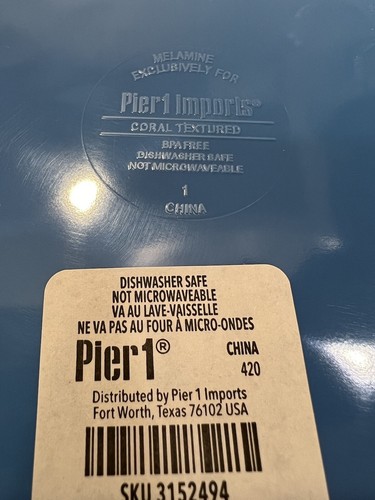 MELAMINE
EXCLUSIVELY FOR
Pier1 Imports®
CORAL TEXTURED
BPA FREE
DISHWASHER SAFE
NOT MICROWAVEABLE
1
CHINA
DISHWASHER SAFE
NOT MICROWAVEABLE
VA AU LAVE-VAISSELLE
NE VA PAS AU FOUR À MICRO-ONDES
Pier1® CHINA
420
Distributed by Pier 1 Imports
Fort Worth, Texas 76102 USA
SKU 3152494